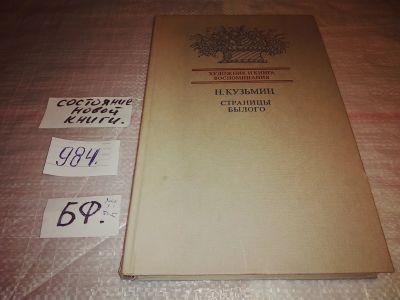 ХУДОЖНИК И КНИГА
ВОСПОМИНАНИЯ
Н. КУЗЬМИН
СТРАНИЦЫ
БЫЛОГО
СОСТОЯНИЕ
НОВОЙ
КНИГИ.
984.
БФ.